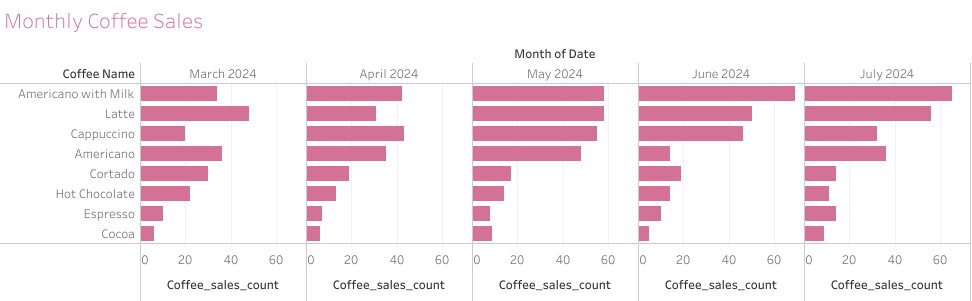 Monthly Coffee Sales
Month of Date
Coffee Name March 2024 April 2024 May 2024 June 2024 July 2024
Americano with Milk
Latte
Cappuccino
Americano
Cortado
Hot Chocolate
Espresso
Cocoa
0 20 40 60 0 20 40 60 0 20 40 60 0 20 40 60 0 20 40 60
Coffee_sales_count Coffee_sales_count Coffee_sales_count Coffee_sales_count Coffee_sales_count